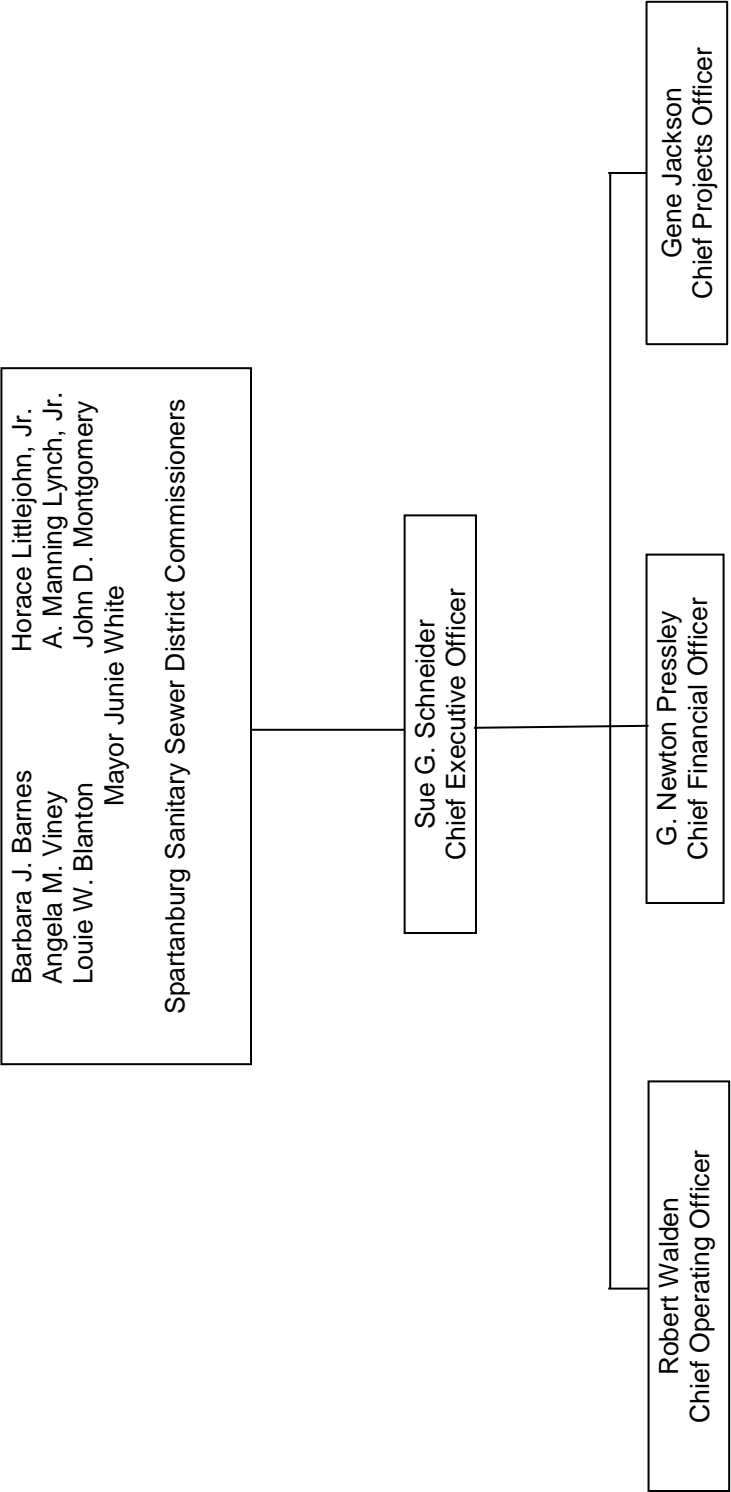 Barbara J. Barnes Horace Littlejohn, Jr.
Angela M. Viney A. Manning Lynch, Jr.
Louie W. Blanton John D. Montgomery
Mayor Junie White
Spartanburg Sanitary Sewer District Commissioners
Sue G. Schneider
Chief Executive Officer
Robert Walden
Chief Operating Officer
G. Newton Pressley
Chief Financial Officer
Gene Jackson
Chief Projects Officer